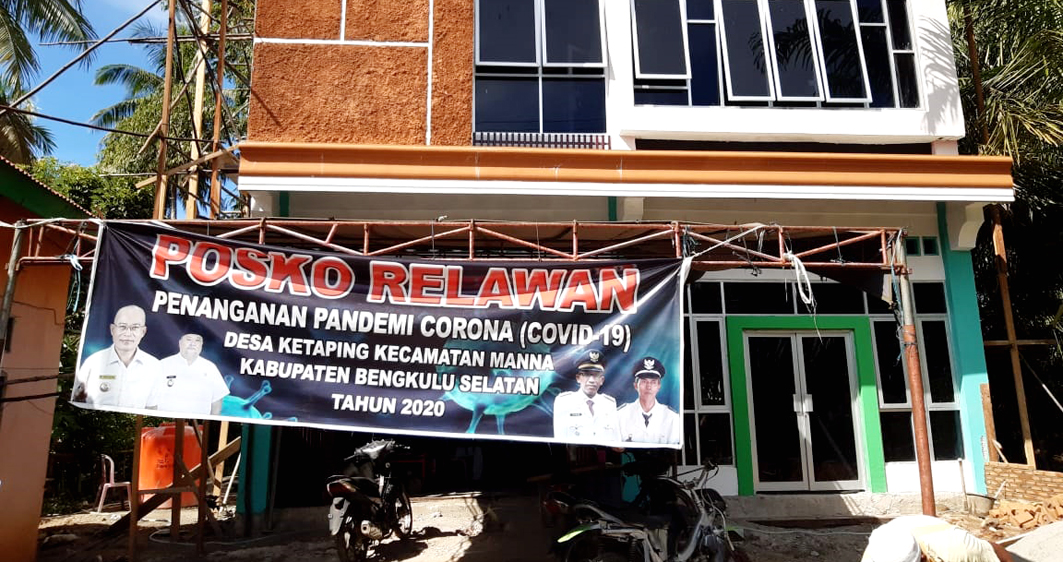 POSKO RELAWAN
PENANGANAN PANDEMI CORONA (COVID-19)
DESA KETAPING KECAMATAN MANNA
KABUPATEN BENGKULU SELATAN
TAHUN 2020